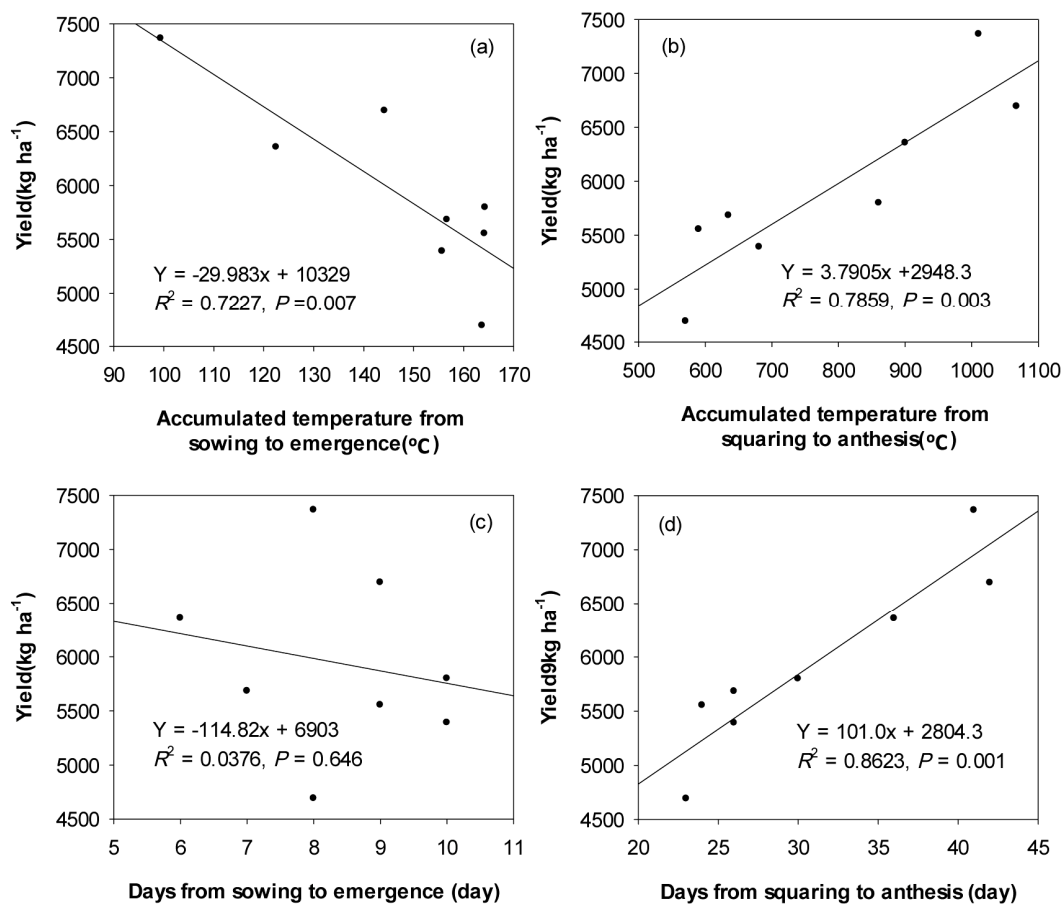 (a)
Yield(kg ha⁻¹)
7500
7000
6500
6000
5500
5000
4500
Y = -29.983x + 10329
R² = 0.7227, P =0.007
90 100 110 120 130 140 150 160 170
Accumulated temperature from
sowing to emergence(ºC)
(b)
Yield(kg ha⁻¹)
7500
7000
6500
6000
5500
5000
4500
Y = 3.7905x +2948.3
R² = 0.7859, P = 0.003
500 600 700 800 900 1000 1100
Accumulated temperature from
squaring to anthesis(ºC)
(c)
Yield(kg ha⁻¹)
7500
7000
6500
6000
5500
5000
4500
Y = -114.82x + 6903
R² = 0.0376, P = 0.646
5 6 7 8 9 10 11
Days from sowing to emergence (day)
(d)
Yield9kg ha⁻¹)
7500
7000
6500
6000
5500
5000
4500
Y = 101.0x + 2804.3
R² = 0.8623, P = 0.001
20 25 30 35 40 45
Days from squaring to anthesis (day)